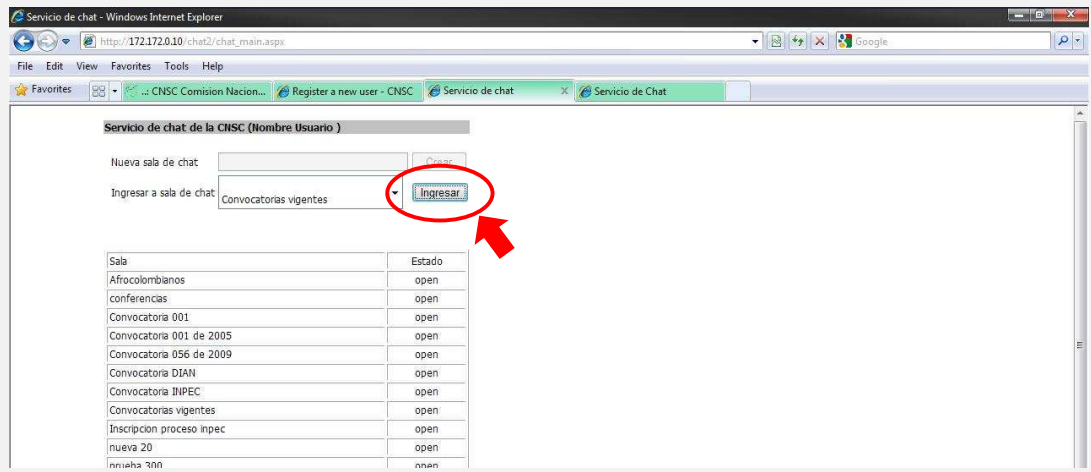 Servicio de chat - Windows Internet Explorer
http://172.172.0.10/chat2/chat_main.aspx
Google
File Edit View Favorites Tools Help
Favorites
..: CNSC Comision Nacion...
Register a new user - CNSC
Servicio de chat
X
Servicio de Chat
Servicio de chat de la CNSC (Nombre Usuario )
Nueva sala de chat
Crear
Ingresar a sala de chat
Convocatorias vigentes
Ingresar
Sala Estado
Afrocolombianos open
conferencias open
Convocatoria 001 open
Convocatoria 001 de 2005 open
Convocatoria 056 de 2009 open
Convocatoria DIAN open
Convocatoria INPEC open
Convocatorias vigentes open
Inscripcion proceso inpec open
nueva 20 open
prueba 300 open